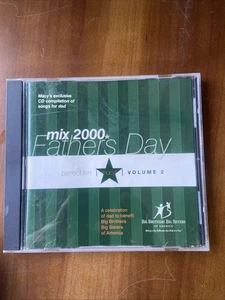 Macy's exclusive
CD compilation of
songs for dad
mix 2000
Fathers Day
VOLUME 2
A celebration
of dad to benefit
Big Brothers
Big Sisters
of America
BIG BROTHERS BIG SISTERS
OF AMERICA